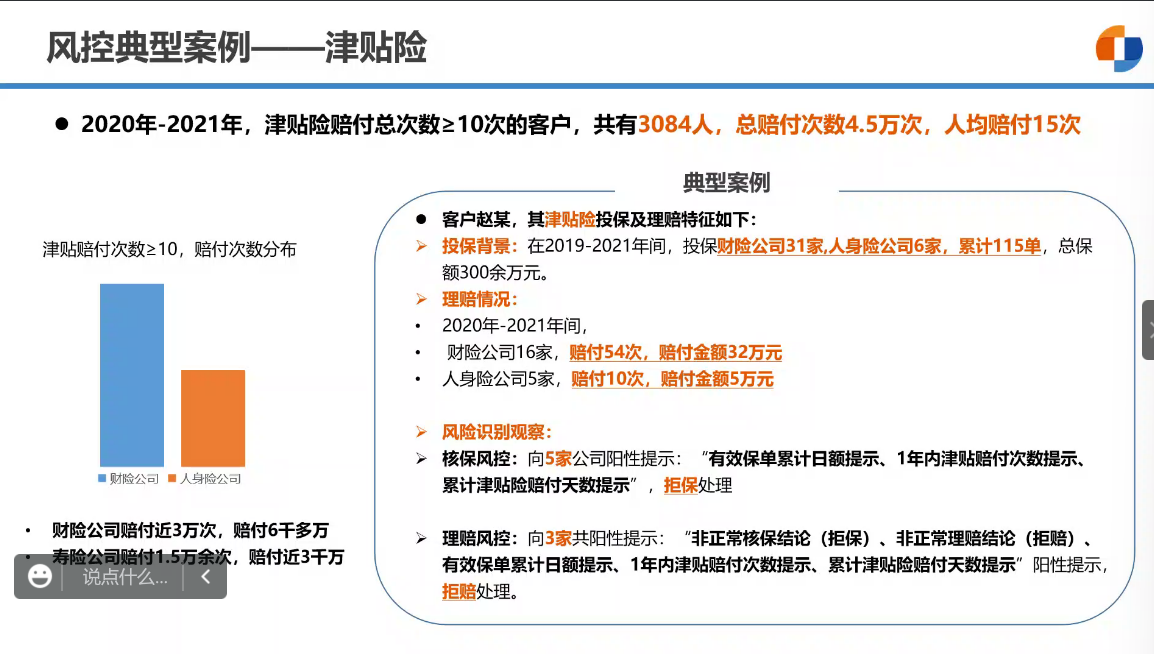 风控典型案例——津贴险
● 2020年-2021年，津贴险赔付总次数≥10次的客户，共有3084人，总赔付次数4.5万次，人均赔付15次
津贴赔付次数≥10，赔付次数分布
财险公司 人身险公司
• 财险公司赔付近3万次，赔付6千多万
• 寿险公司赔付1.5万余次，赔付近3千万
说点什么...
典型案例
● 客户赵某，其津贴险投保及理赔特征如下：
➢ 投保背景：在2019-2021年间，投保财险公司31家,人身险公司6家，累计115单，总保
额300余万元。
➢ 理赔情况：
• 2020年-2021年间，
• 财险公司16家，赔付54次，赔付金额32万元
• 人身险公司5家，赔付10次，赔付金额5万元
➢ 风险识别观察：
➢ 核保风控：向5家公司阳性提示：“有效保单累计日额提示、1年内津贴赔付次数提示、
累计津贴险赔付天数提示”，拒保处理
➢ 理赔风控：向3家共阳性提示：“非正常核保结论（拒保）、非正常理赔结论（拒赔）、
有效保单累计日额提示、1年内津贴赔付次数提示、累计津贴险赔付天数提示”阳性提示，
拒赔处理。